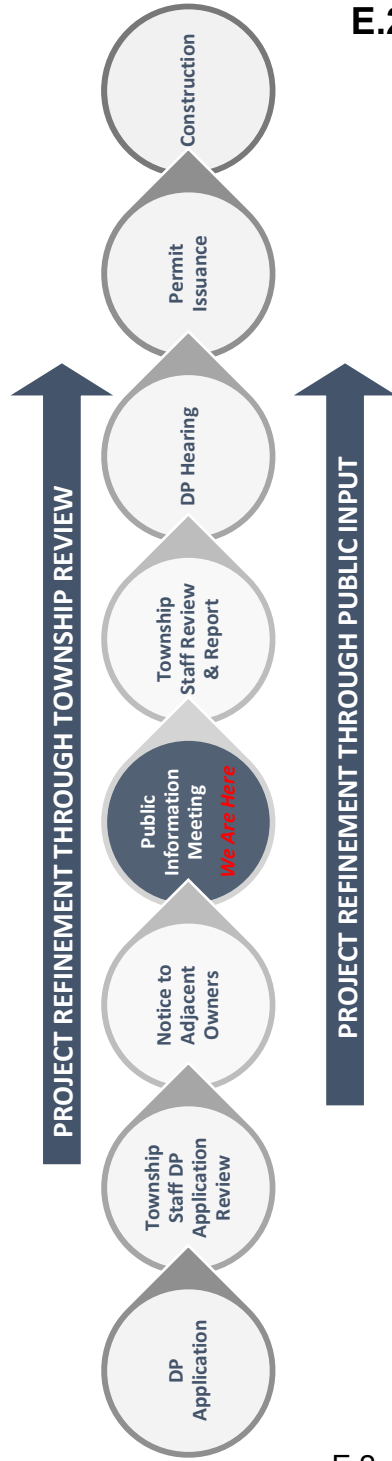 E.2
PROJECT REFINEMENT THROUGH TOWNSHIP REVIEW
DP
Application
Township
Staff DP
Application
Review
Notice to
Adjacent
Owners
Public
Information
Meeting
We Are Here
Township
Staff Review
& Report
DP Hearing
Permit
Issuance
Construction
PROJECT REFINEMENT THROUGH PUBLIC INPUT